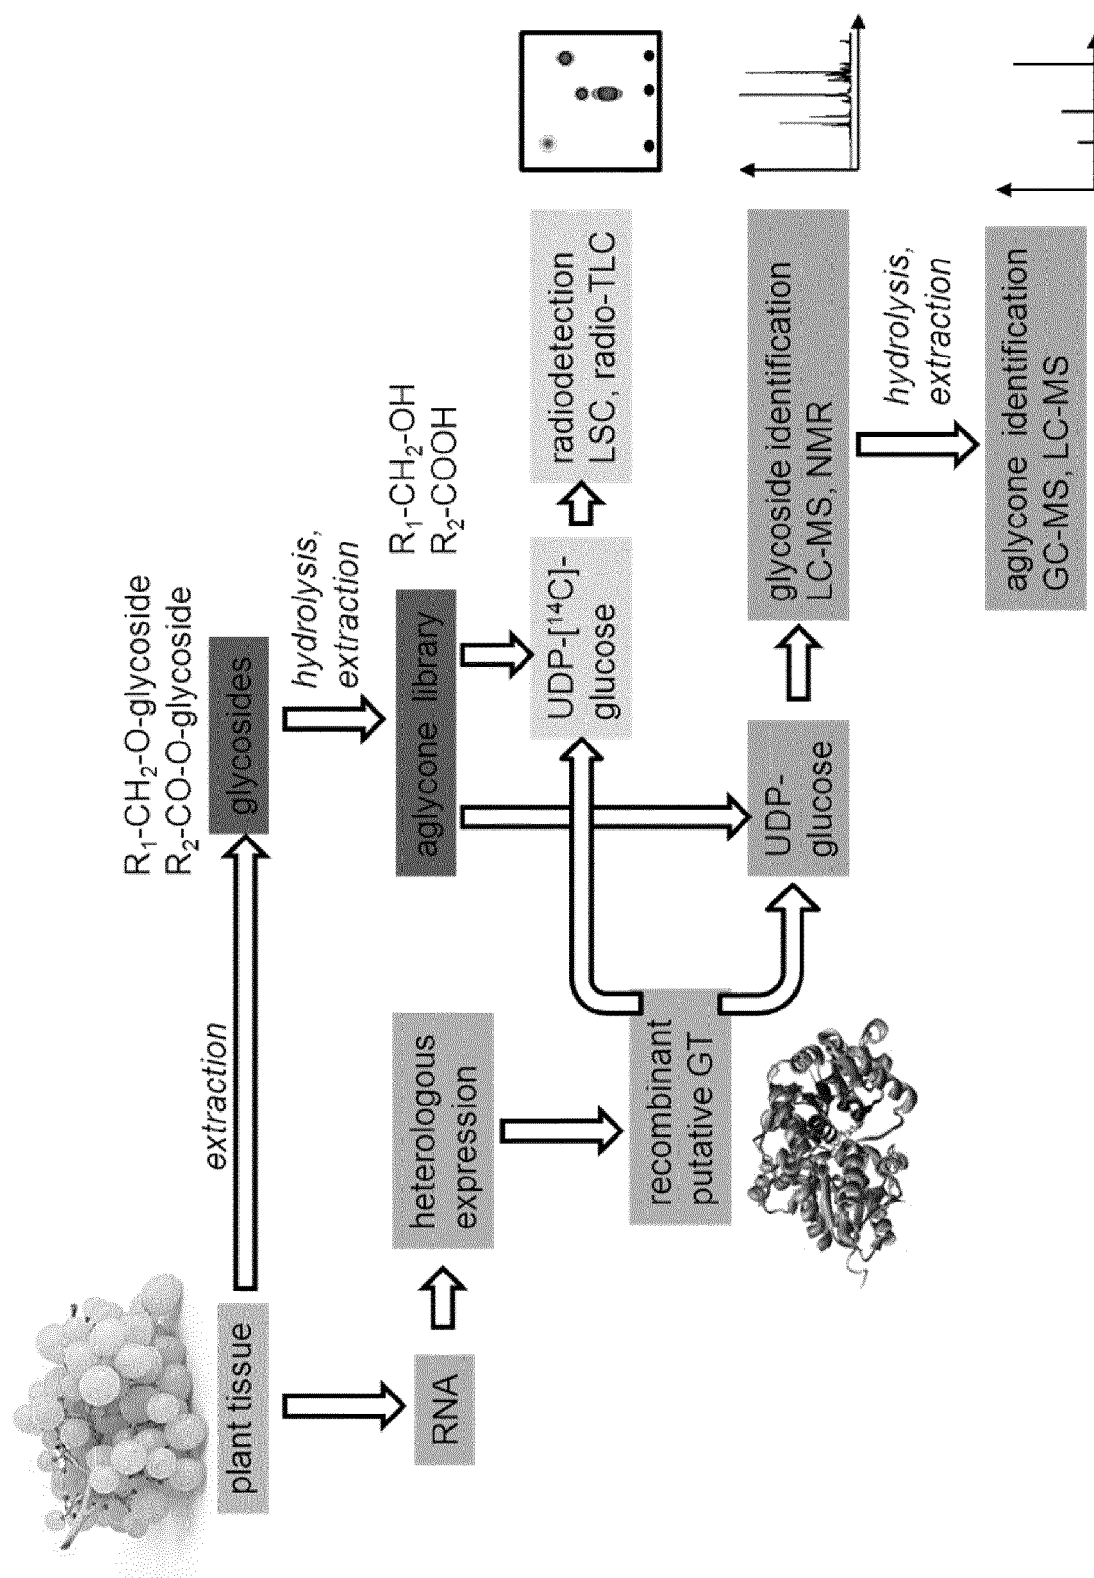 plant tissue
extraction
R₁-CH₂-O-glycoside
R₂-CO-O-glycoside
glycosides
hydrolysis,
extraction
RNA
heterologous
expression
aglycone library
R₁-CH₂-OH
R₂-COOH
recombinant
putative GT
UDP-[¹⁴C]-
glucose
radiodetection
LSC, radio-TLC
UDP-
glucose
glycoside identification
LC-MS, NMR
hydrolysis,
extraction
aglycone identification
GC-MS, LC-MS